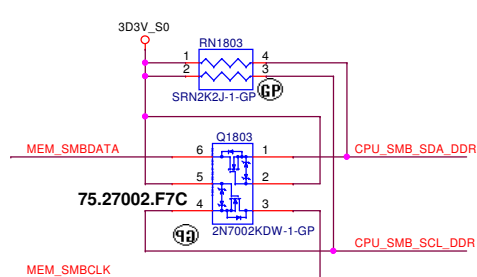 3D3V_S0
RN1803
1 4
2 3
SRN2K2J-1-GP
GP
Q1803
MEM_SMBDATA 6 1 CPU_SMB_SDA_DDR
5 2
75.27002.F7C
4 3
GP
2N7002KDW-1-GP
CPU_SMB_SCL_DDR
MEM_SMBCLK